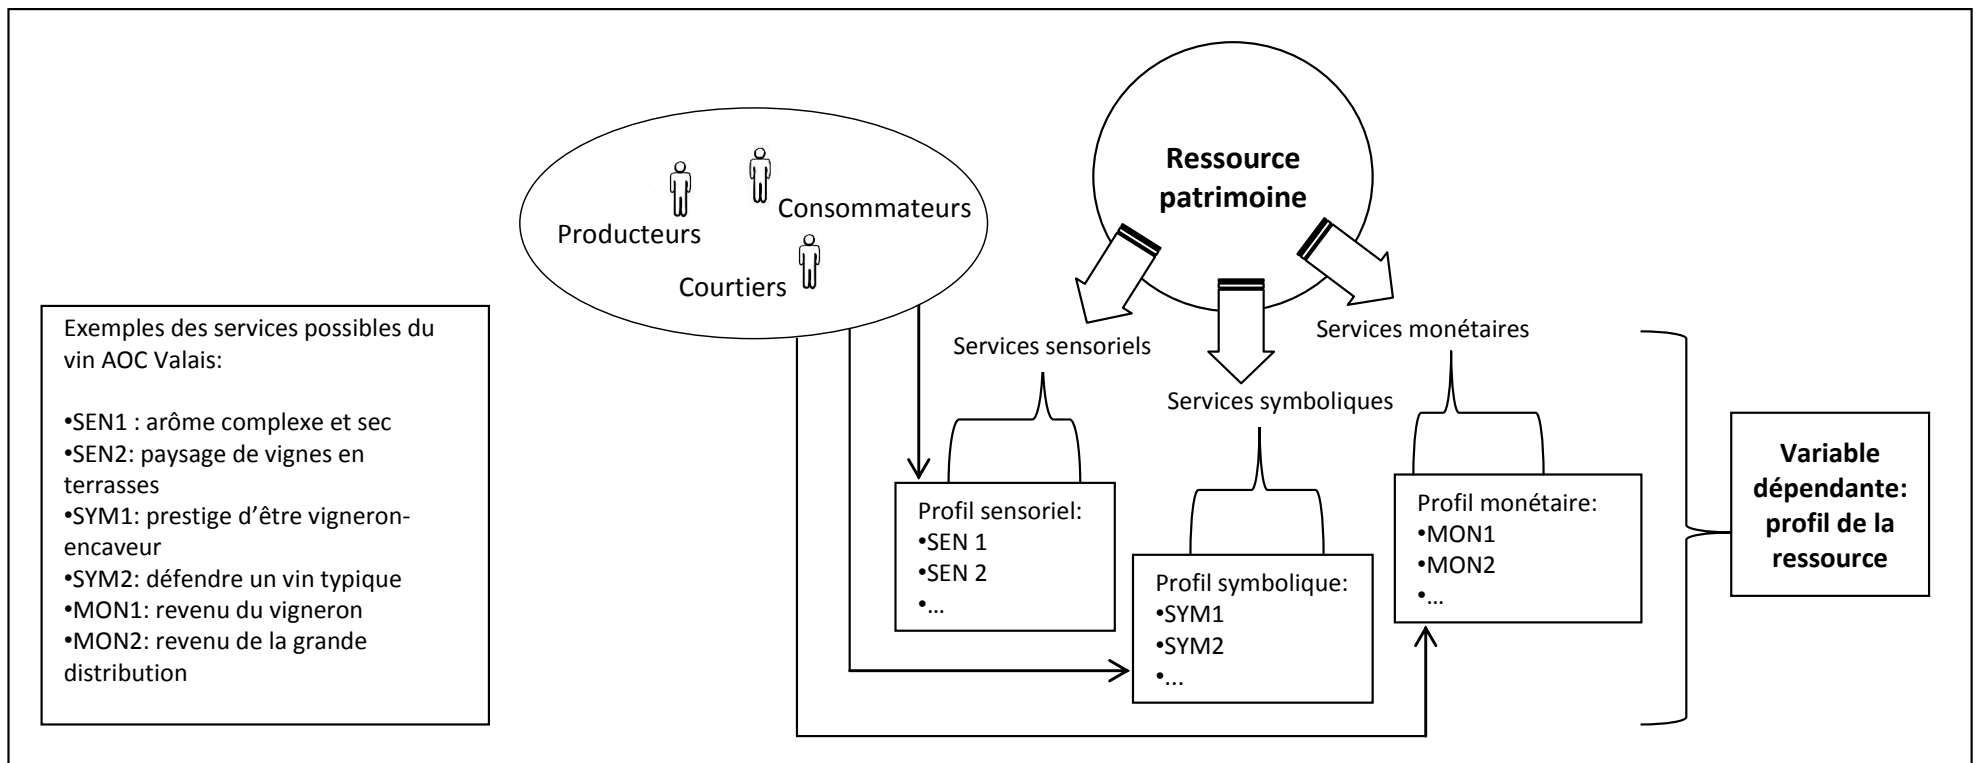 Ressource
patrimoine
Consommateurs
Producteurs
Courtiers
Exemples des services possibles du
vin AOC Valais:
•SEN1 : arôme complexe et sec
•SEN2: paysage de vignes en
terrasses
•SYM1: prestige d’être vigneron-
encaveur
•SYM2: défendre un vin typique
•MON1: revenu du vigneron
•MON2: revenu de la grande
distribution
Services sensoriels
Services symboliques
Services monétaires
Profil sensoriel:
•SEN 1
•SEN 2
•...
Profil symbolique:
•SYM1
•SYM2
•...
Profil monétaire:
•MON1
•MON2
•...
Variable
dépendante:
profil de la
ressource